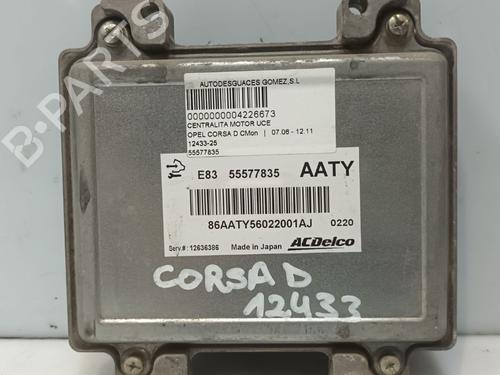 B-PARTS
AUTODESGUACES GOMEZ,S.L
0000000004226673
CENTRALITA MOTOR UCE
OPEL CORSA D CMon | 07.06 - 12.11
12433-25
55577835
E83 55577835 AATY
86AATY56022001AJ 0220
Serv.#: 12636386 Made in Japan ACDelco
CORSA D
12433